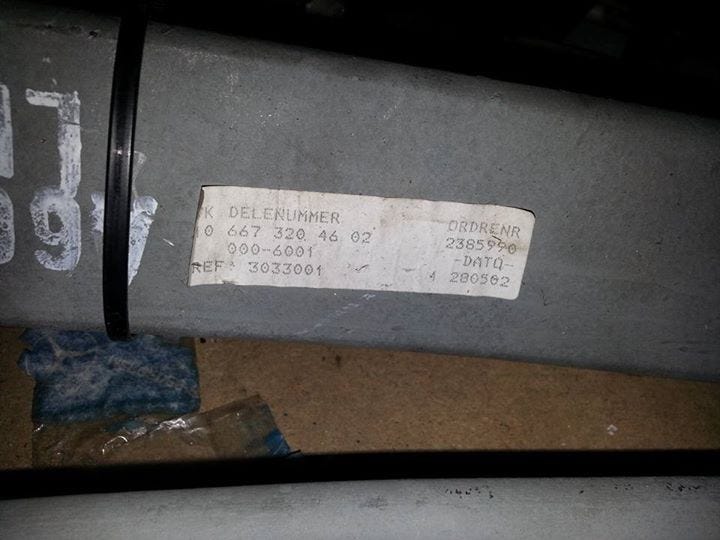 K DELENUMMER ORDRENR
0 667 320 46 02 2385990
000-6001 -DATO-
REF: 3033001 4 280502